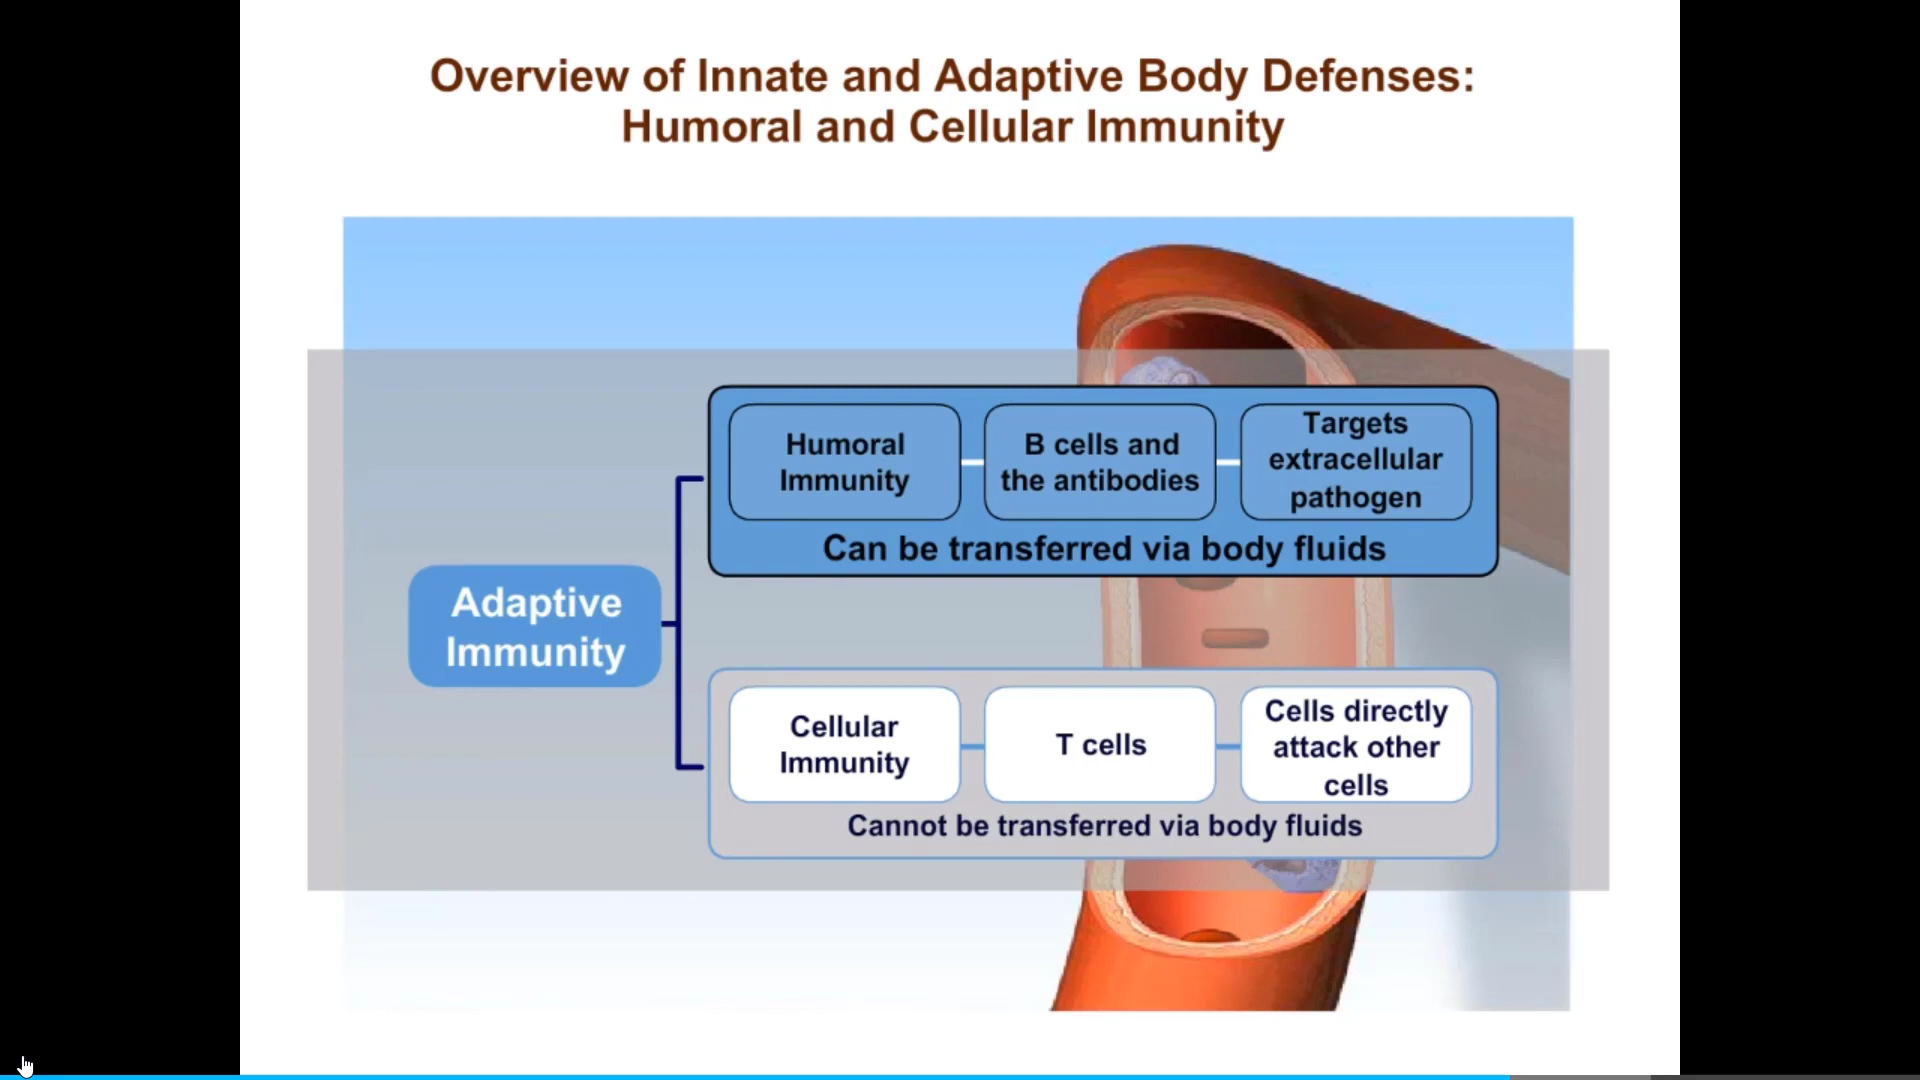 Overview of Innate and Adaptive Body Defenses:
Humoral and Cellular Immunity
Adaptive
Immunity
Humoral
Immunity
B cells and
the antibodies
Targets
extracellular
pathogen
Can be transferred via body fluids
Cellular
Immunity
T cells
Cells directly
attack other
cells
Cannot be transferred via body fluids